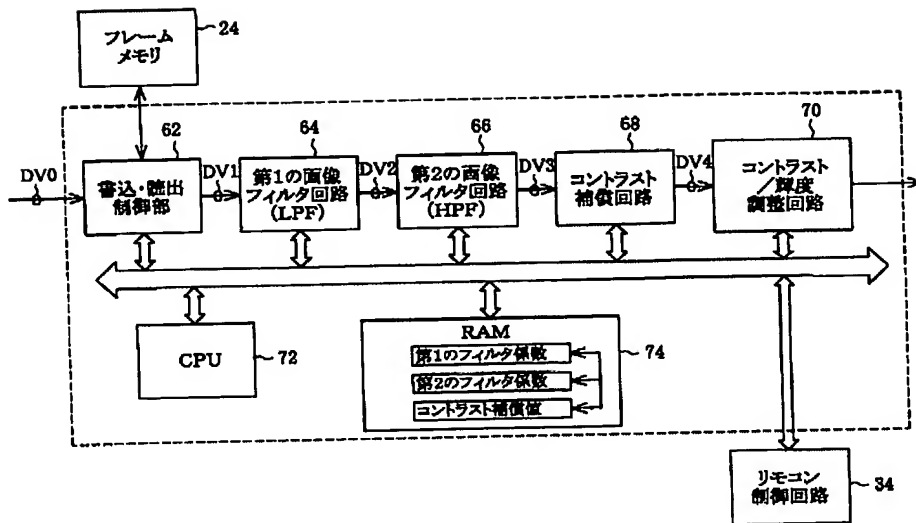 フレーム
メモリ
24
62
64
66
68
70
DV0
書込・読出
制御部
DV1
第1の画像
フィルタ回路
(LPF)
DV2
第2の画像
フィルタ回路
(HPF)
DV3
コントラスト
補償回路
DV4
コントラスト
/輝度
調整回路
CPU
72
RAM
第1のフィルタ係数
第2のフィルタ係数
コントラスト補償値
74
リモコン
制御回路
34